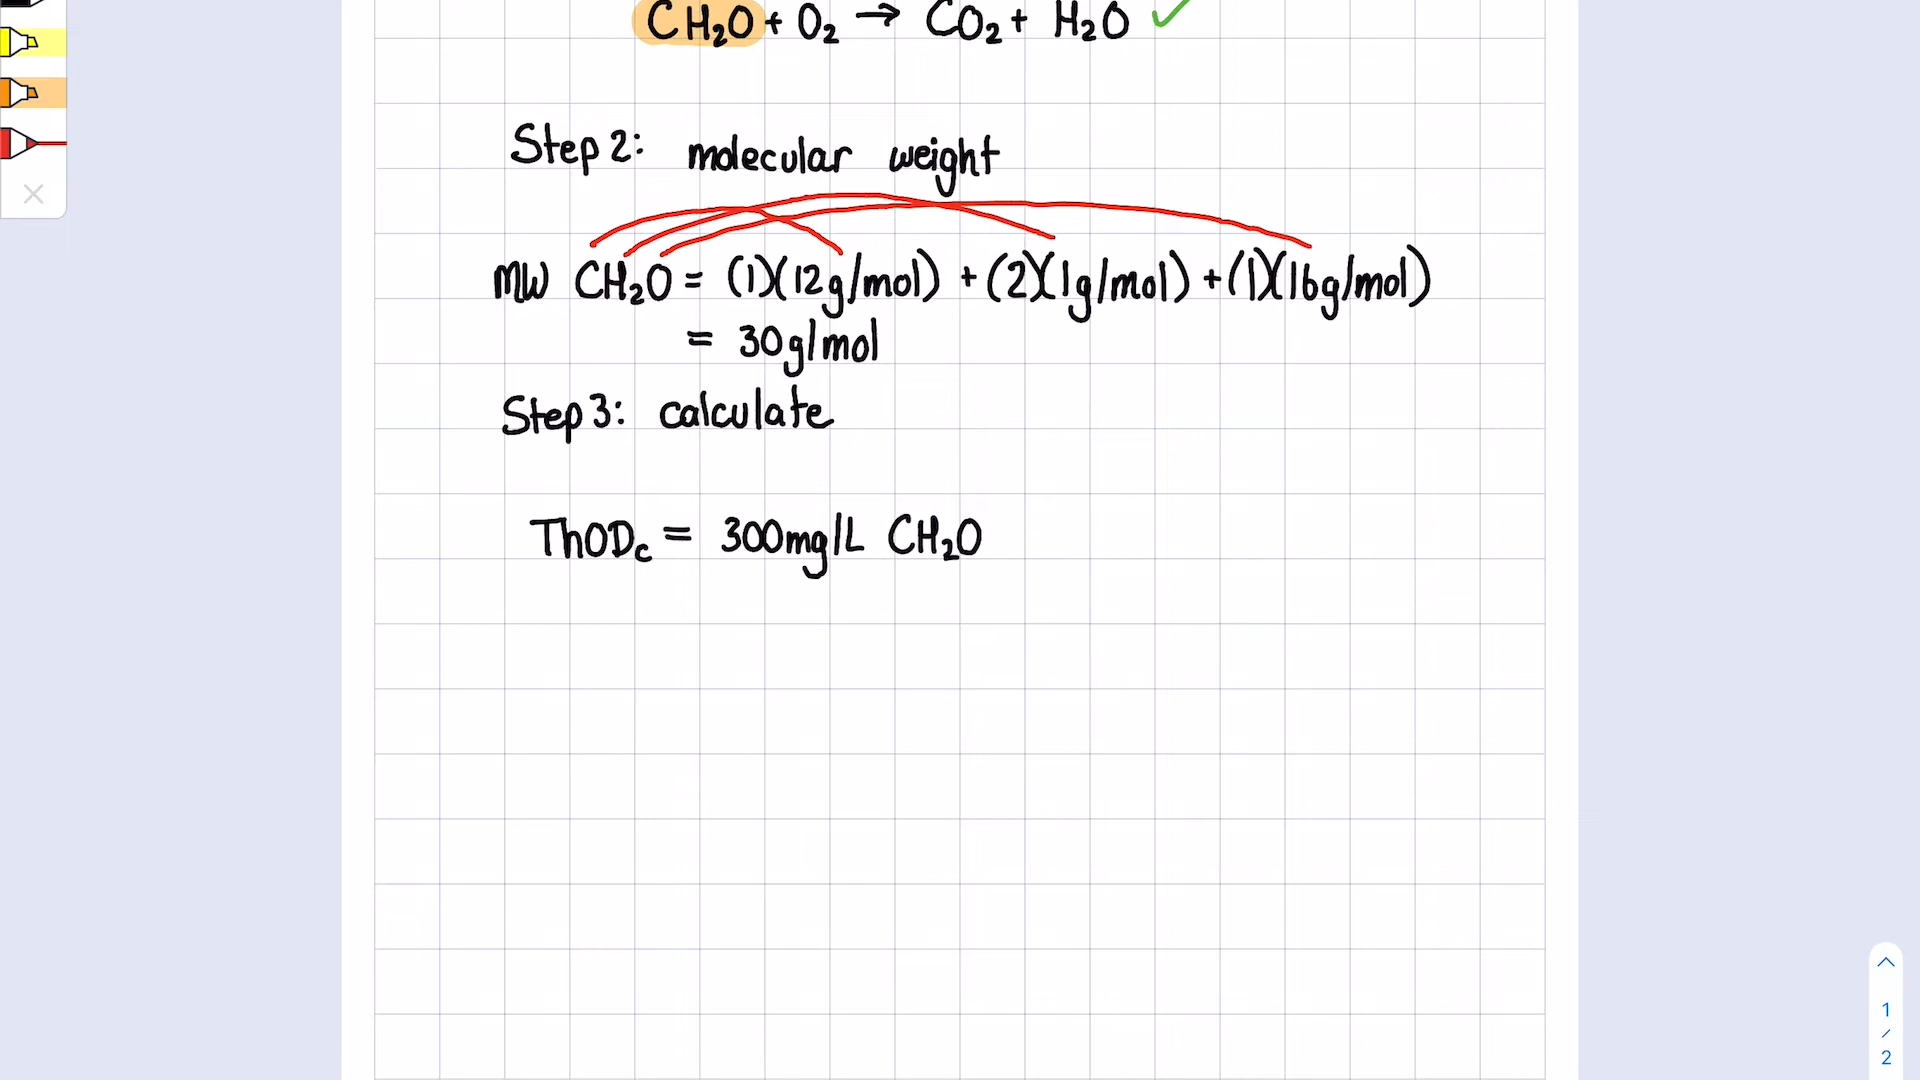 CH₂O + O₂ → CO₂ + H₂O ✓
Step 2: molecular weight
MW CH₂O = (1)(12g/mol) + (2)(1g/mol) + (1)(16g/mol)
= 30g/mol
Step 3: calculate
ThOD꜀ = 300mg/L CH₂O
1
/
2